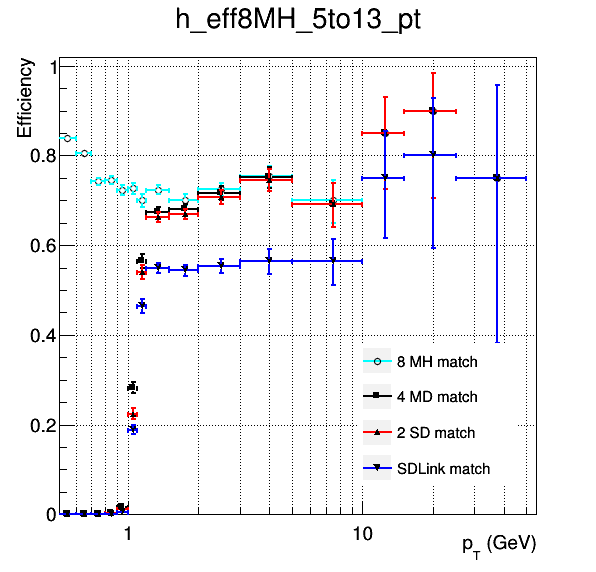 h_eff8MH_5to13_pt
Efficiency
1
0.8
0.6
0.4
0.2
0
8 MH match
4 MD match
2 SD match
SDLink match
1
10
p_T (GeV)